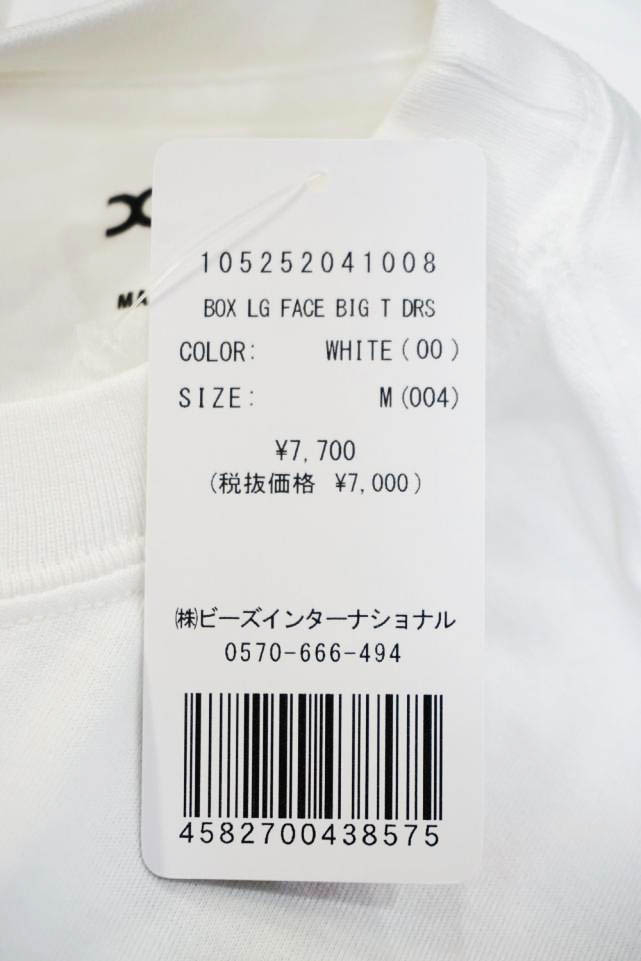 MA
105252041008
BOX LG FACE BIG T DRS
COLOR: WHITE(00)
SIZE: M(004)
¥7,700
(税抜価格 ¥7,000)
㈱ビーズインターナショナル
0570-666-494
4582700438575